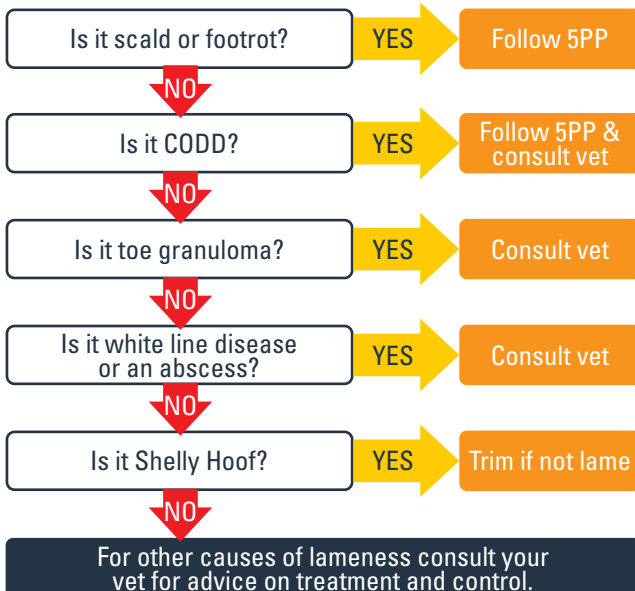 Is it scald or footrot?
YES
Follow 5PP
NO
Is it CODD?
YES
Follow 5PP &
consult vet
NO
Is it toe granuloma?
YES
Consult vet
NO
Is it white line disease
or an abscess?
YES
Consult vet
NO
Is it Shelly Hoof?
YES
Trim if not lame
NO
For other causes of lameness consult your
vet for advice on treatment and control.